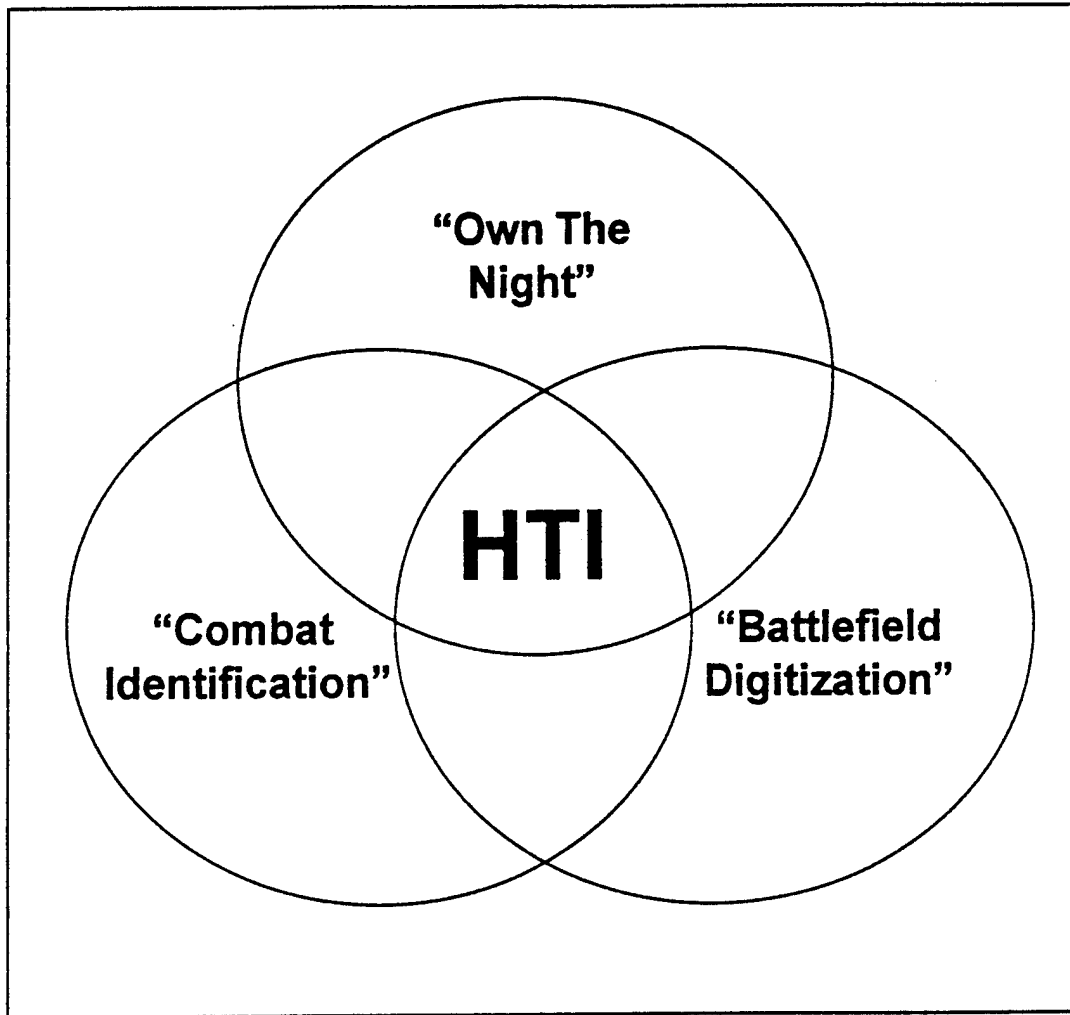 “Own The
Night”
HTI
“Combat
Identification”
“Battlefield
Digitization”